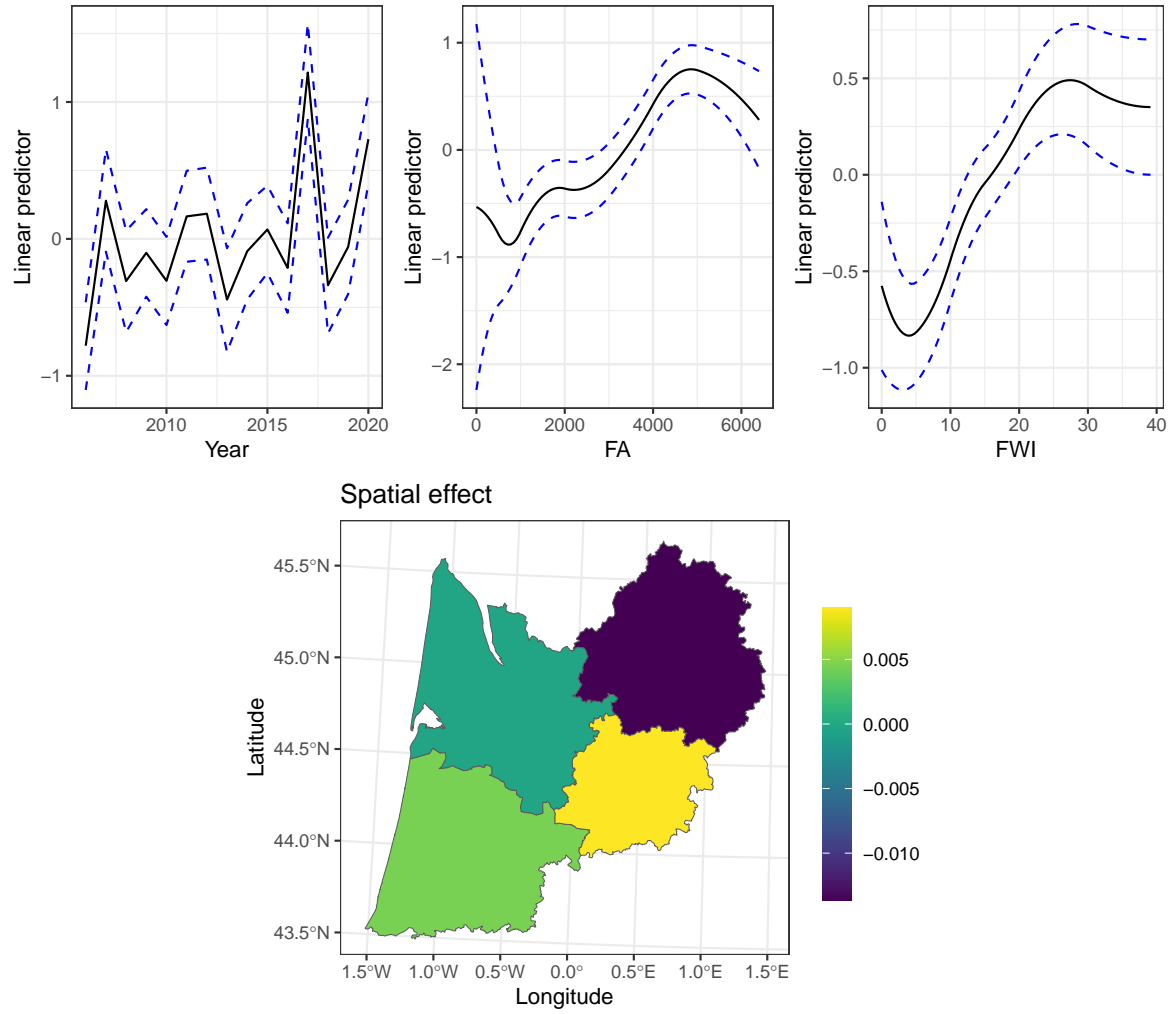 Linear predictor
1
0
−1
2010
2015
2020
Year
Linear predictor
1
0
−1
−2
0
2000
4000
6000
FA
Linear predictor
0.5
0.0
−0.5
−1.0
0
10
20
30
40
FWI
Spatial effect
Latitude
45.5°N
45.0°N
44.5°N
44.0°N
43.5°N
1.5°W
1.0°W
0.5°W
0.0°
0.5°E
1.0°E
1.5°E
Longitude
0.005
0.000
−0.005
−0.010